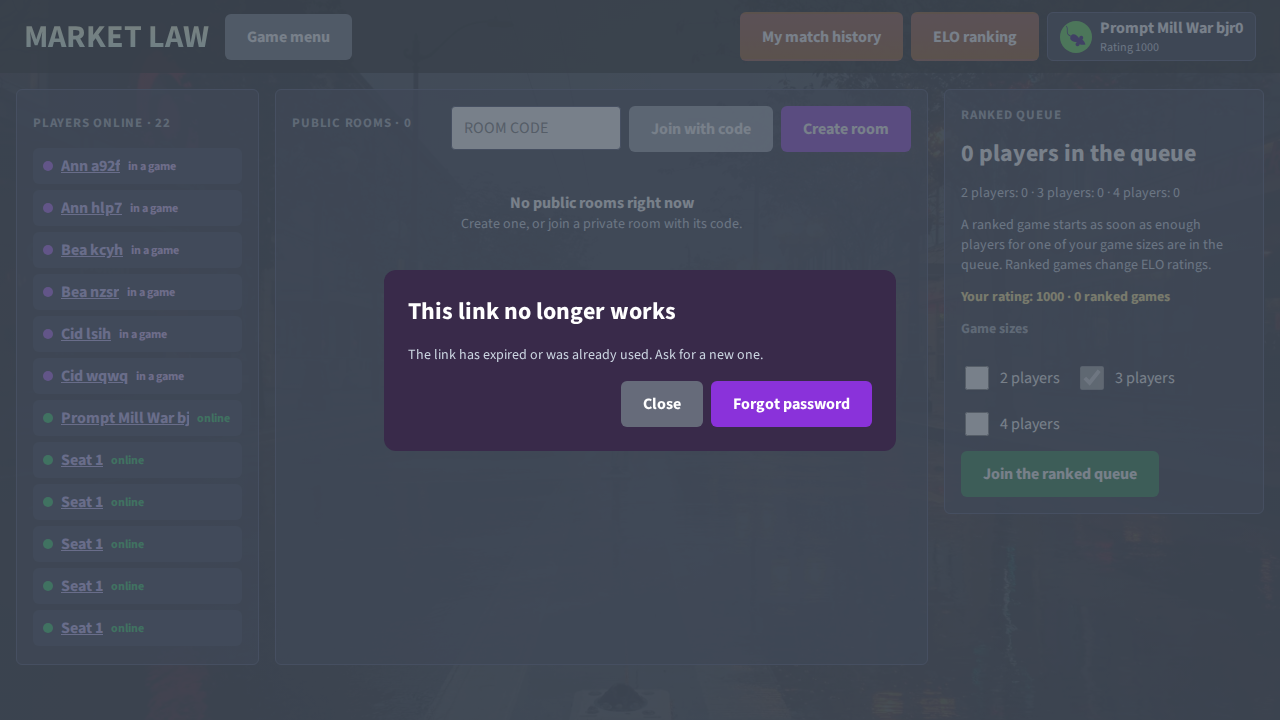 MARKET LAW
Game menu
My match history
ELO ranking
Prompt Mill War bjr0
Rating 1000
PLAYERS ONLINE · 22
Ann a92f in a game
Ann hlp7 in a game
Bea kcyh in a game
Bea nzsr in a game
Cid lsih in a game
Cid wqwq in a game
Prompt Mill War bj online
Seat 1 online
Seat 1 online
Seat 1 online
Seat 1 online
Seat 1 online
PUBLIC ROOMS · 0
ROOM CODE
Join with code
Create room
No public rooms right now
Create one, or join a private room with its code.
This link no longer works
The link has expired or was already used. Ask for a new one.
Close
Forgot password
RANKED QUEUE
0 players in the queue
2 players: 0 · 3 players: 0 · 4 players: 0
A ranked game starts as soon as enough
players for one of your game sizes are in the
queue. Ranked games change ELO ratings.
Your rating: 1000 · 0 ranked games
Game sizes
2 players
3 players
4 players
Join the ranked queue